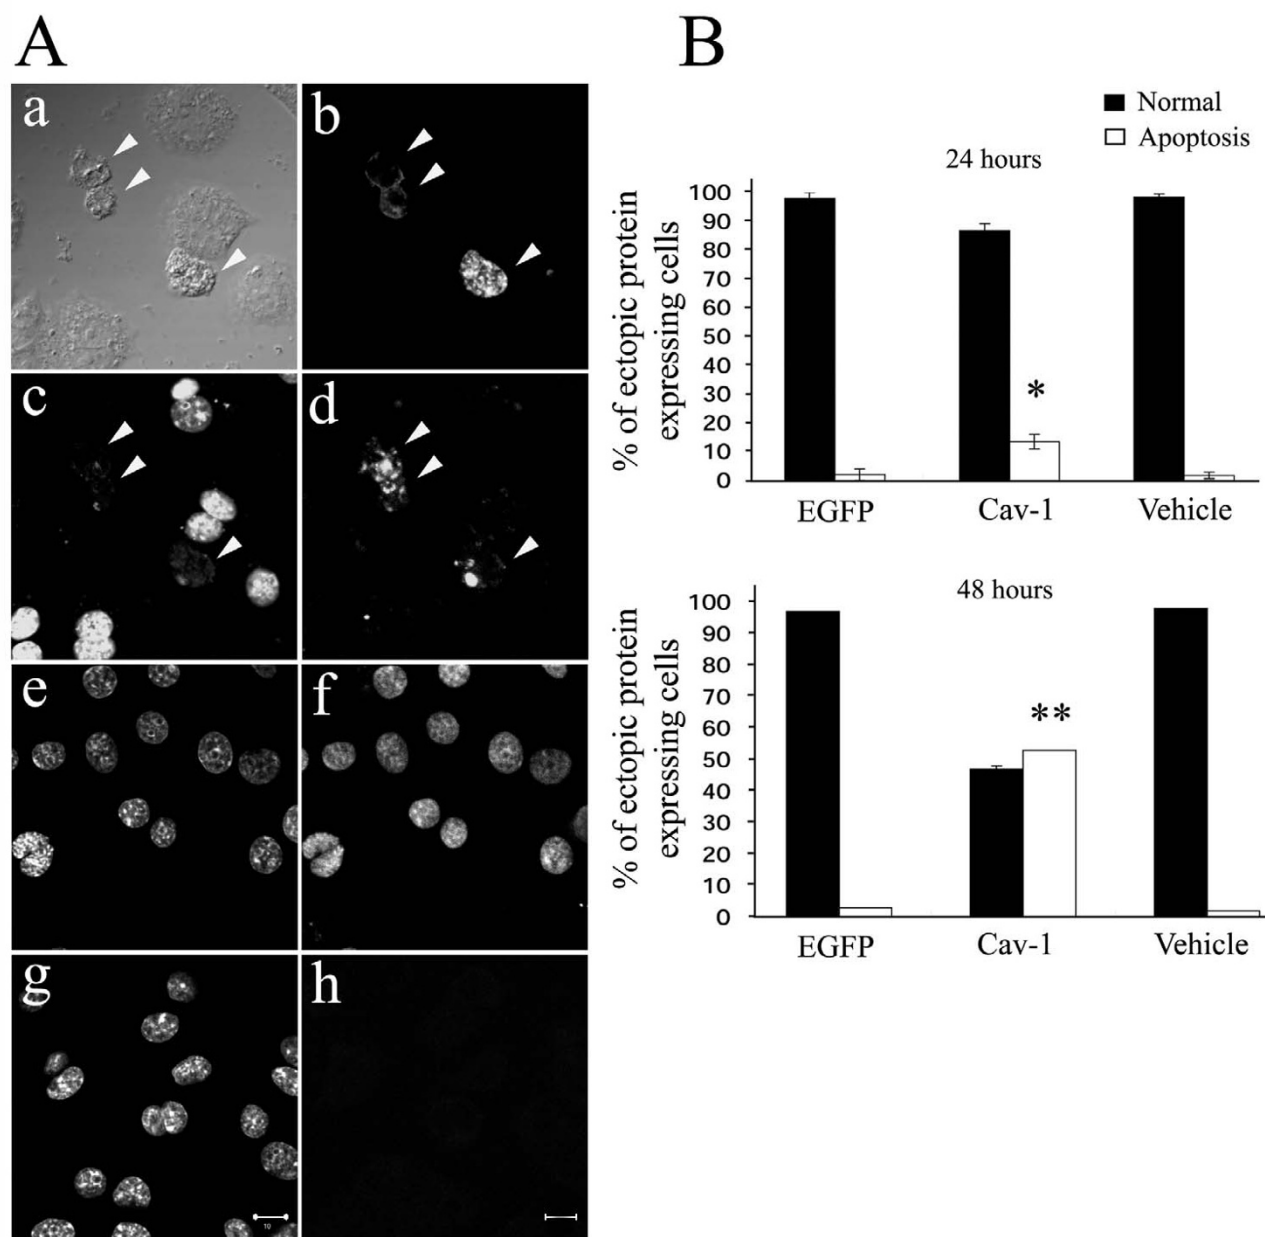 A
B
a
b
c
d
e
f
g
h
10
Normal
Apoptosis
24 hours
% of ectopic protein
expressing cells
100
90
80
70
60
50
40
30
20
10
0
*
EGFP
Cav-1
Vehicle
48 hours
% of ectopic protein
expressing cells
100
90
80
70
60
50
40
30
20
10
0
**
EGFP
Cav-1
Vehicle